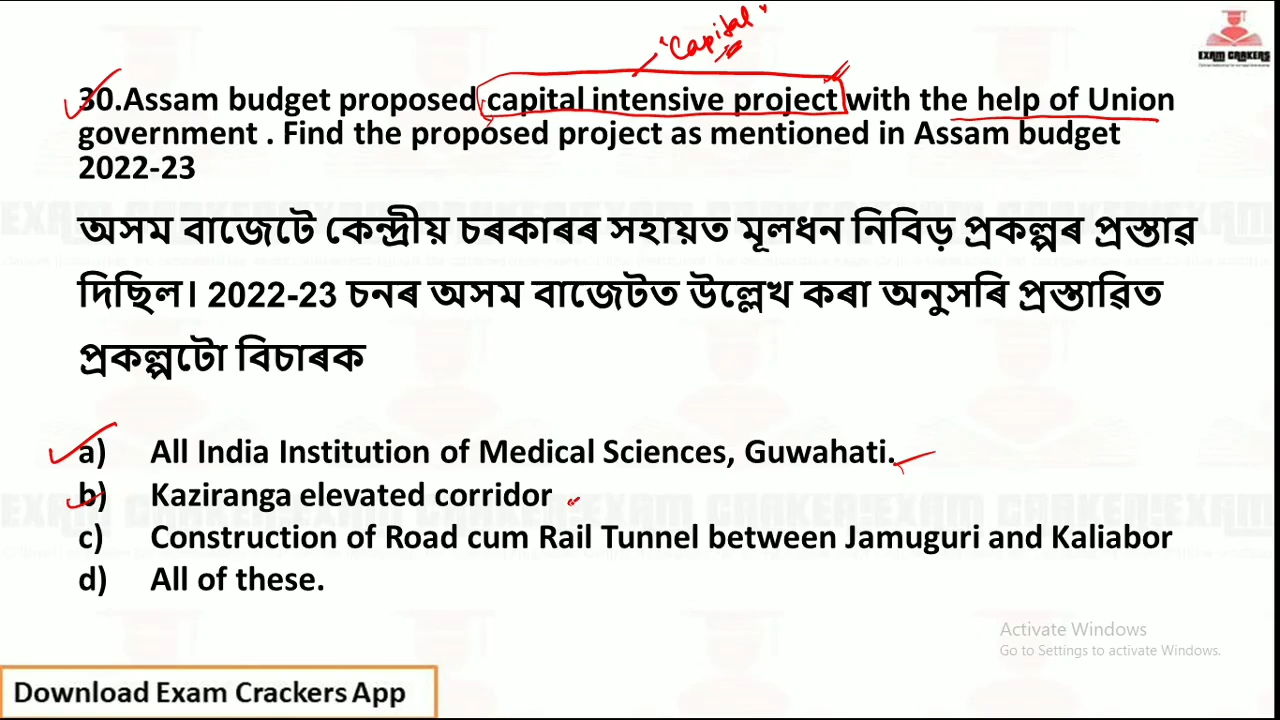 "Capital"
EXAM CRAKERS
30.Assam budget proposed capital intensive project with the help of Union
government . Find the proposed project as mentioned in Assam budget
2022-23
অসম বাজেটে কেন্দ্ৰীয় চৰকাৰৰ সহায়ত মূলধন নিবিড় প্ৰকল্পৰ প্ৰস্তাৱ
দিছিল। 2022-23 চনৰ অসম বাজেটত উল্লেখ কৰা অনুসৰি প্ৰস্তাৱিত
প্ৰকল্পটো বিচাৰক
a) All India Institution of Medical Sciences, Guwahati.
b) Kaziranga elevated corridor
c) Construction of Road cum Rail Tunnel between Jamuguri and Kaliabor
d) All of these.
Activate Windows
Go to Settings to activate Windows.
Download Exam Crackers App